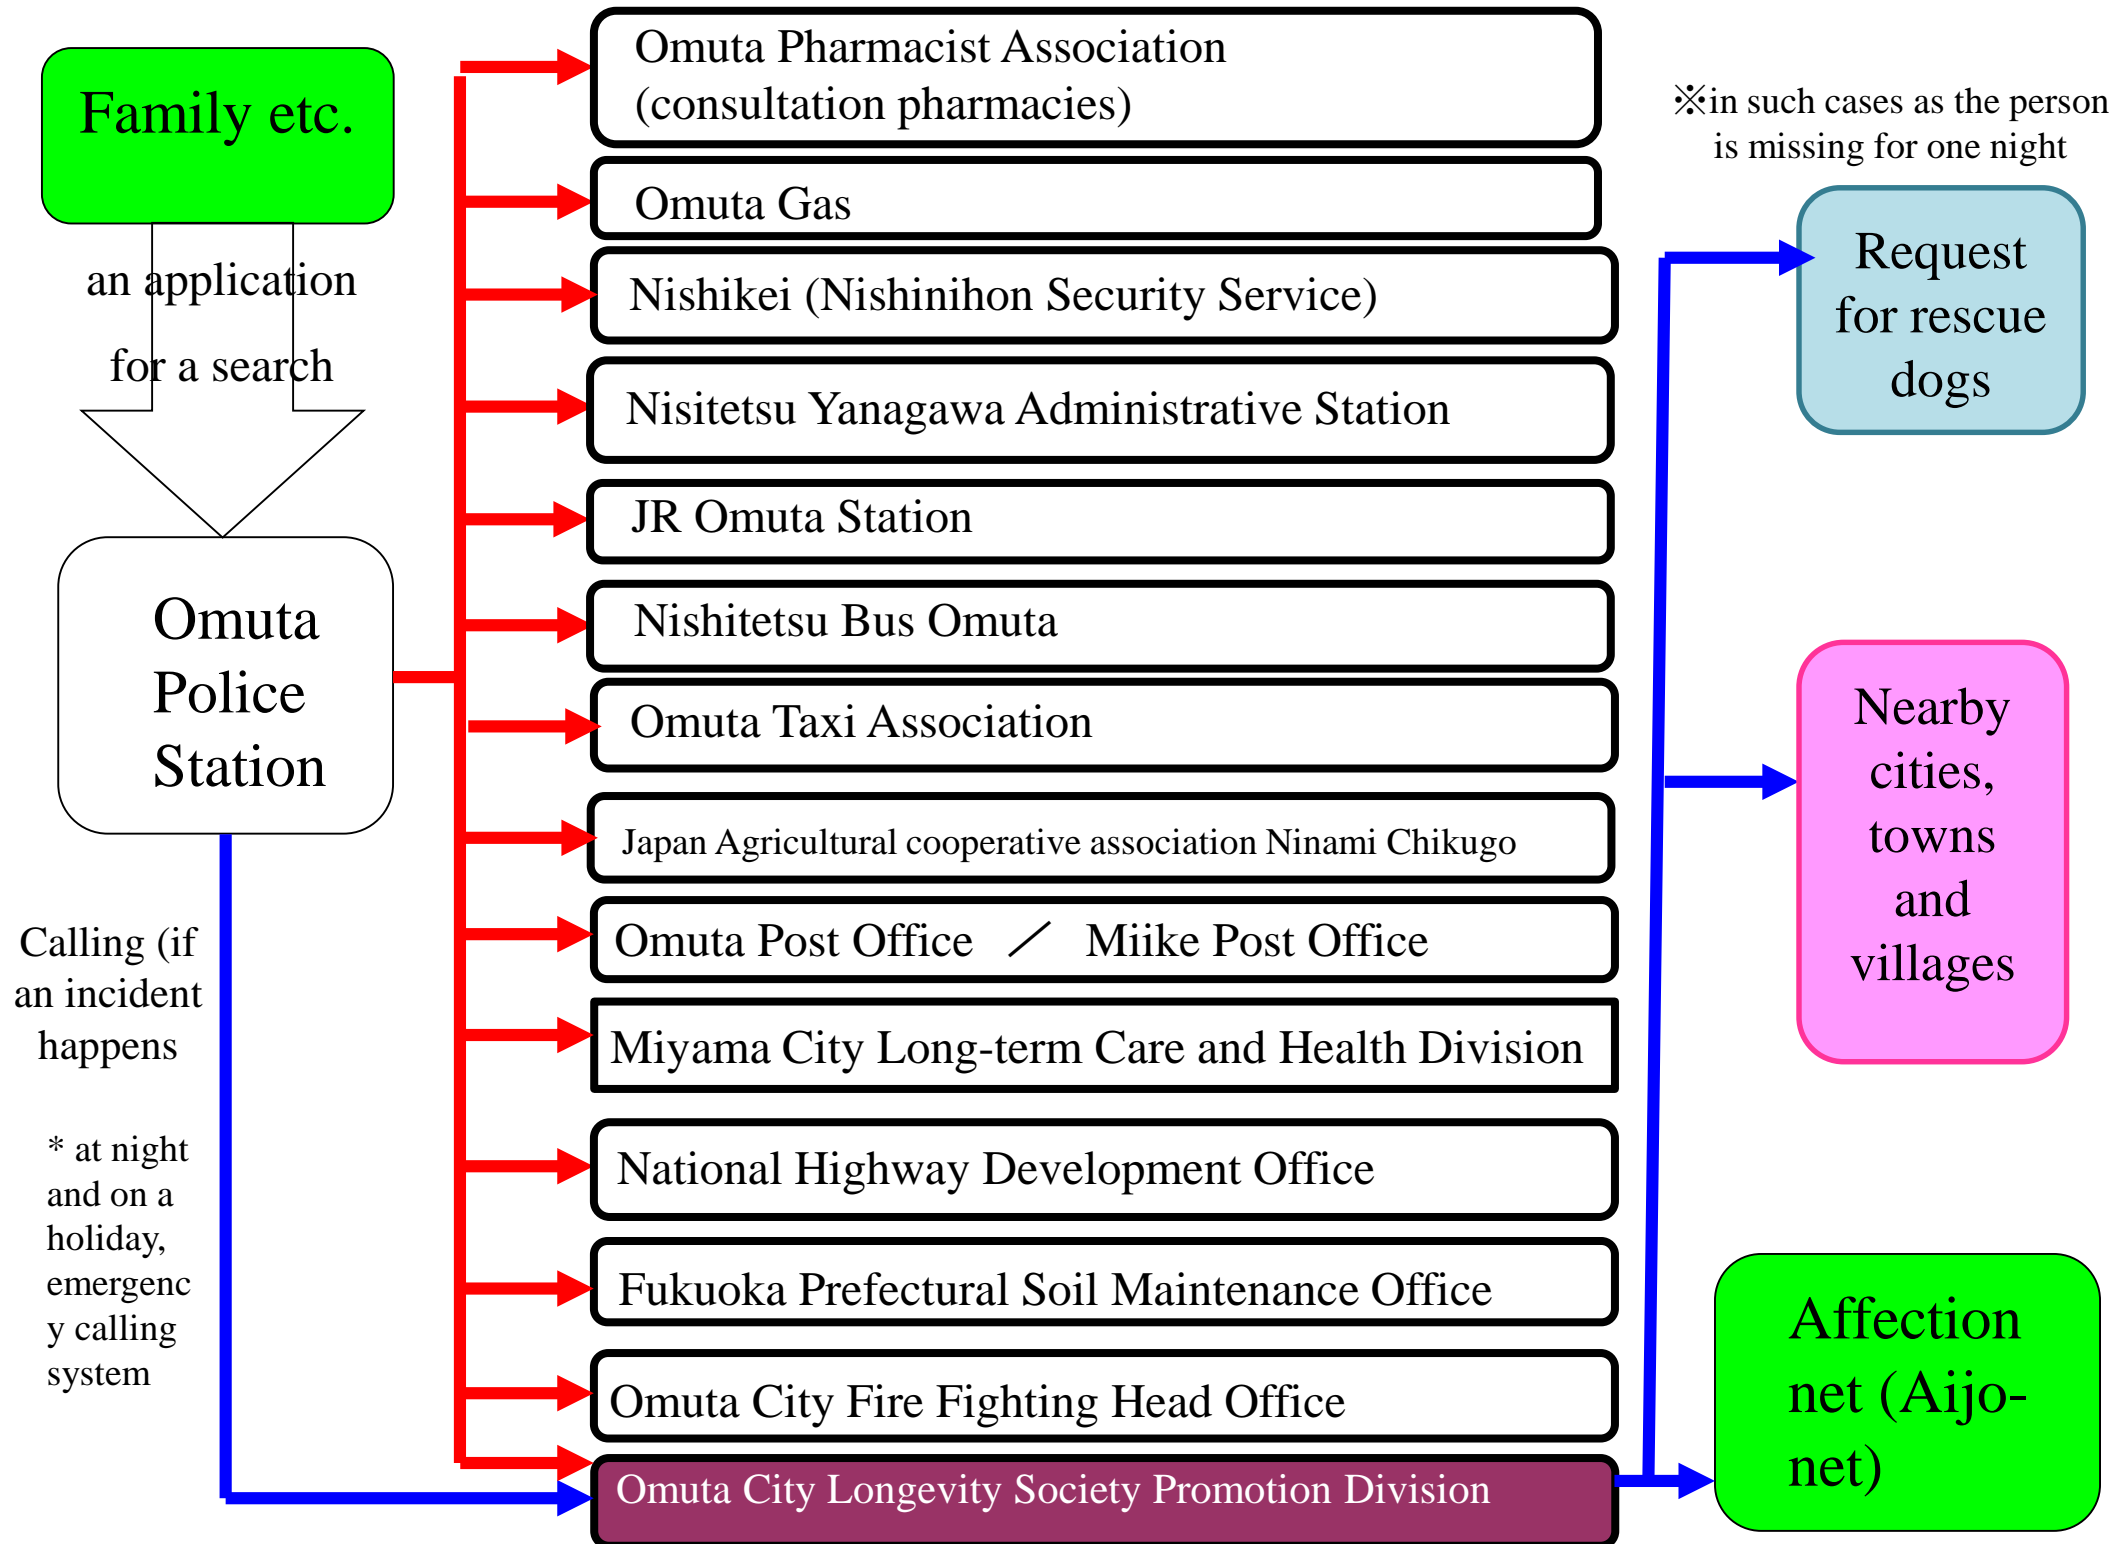 Family etc.
an application
for a search
Omuta
Police
Station
Calling (if
an incident
happens
* at night
and on a
holiday,
emergenc
y calling
system
Omuta Pharmacist Association
(consultation pharmacies)
Omuta Gas
Nishikei (Nishinihon Security Service)
Nisitetsu Yanagawa Administrative Station
JR Omuta Station
Nishitetsu Bus Omuta
Omuta Taxi Association
Japan Agricultural cooperative association Ninami Chikugo
Omuta Post Office ／ Miike Post Office
Miyama City Long-term Care and Health Division
National Highway Development Office
Fukuoka Prefectural Soil Maintenance Office
Omuta City Fire Fighting Head Office
Omuta City Longevity Society Promotion Division
※in such cases as the person
is missing for one night
Request
for rescue
dogs
Nearby
cities,
towns
and
villages
Affection
net (Aijo-
net)